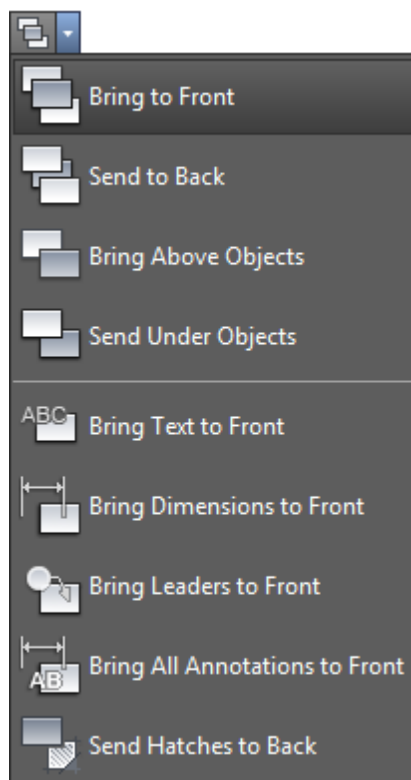 Bring to Front
Send to Back
Bring Above Objects
Send Under Objects
ABC Bring Text to Front
Bring Dimensions to Front
Bring Leaders to Front
AB Bring All Annotations to Front
Send Hatches to Back